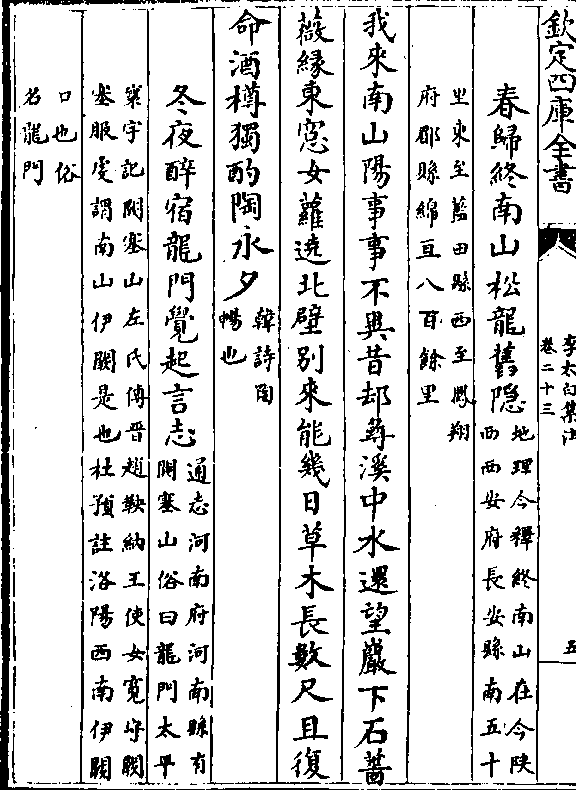 欽定四庫全書
李太白集注
卷二十三
五
春歸終南山松龍舊隐
地理今釋終南山在今陕
西西安府長安縣南五十
里東至藍田縣西至鳳翔
府郿縣綿亘八百餘里
我來南山陽事事不異昔却尋溪中水還望巖下石薔
薇緣東窓女蘿遶北壁别來能幾日草木長數尺且復
命酒樽獨酌陶永夕
韓詩陶
暢也
冬夜醉宿龍門覺起言志
通志河南府河南縣有
闕塞山俗曰龍門太平
寰宇記闕塞山左氏傳晉趙鞅納王使女寛守闕
塞服虔謂南山伊闕是也杜預註洛陽西南伊闕
口也俗
名龍門